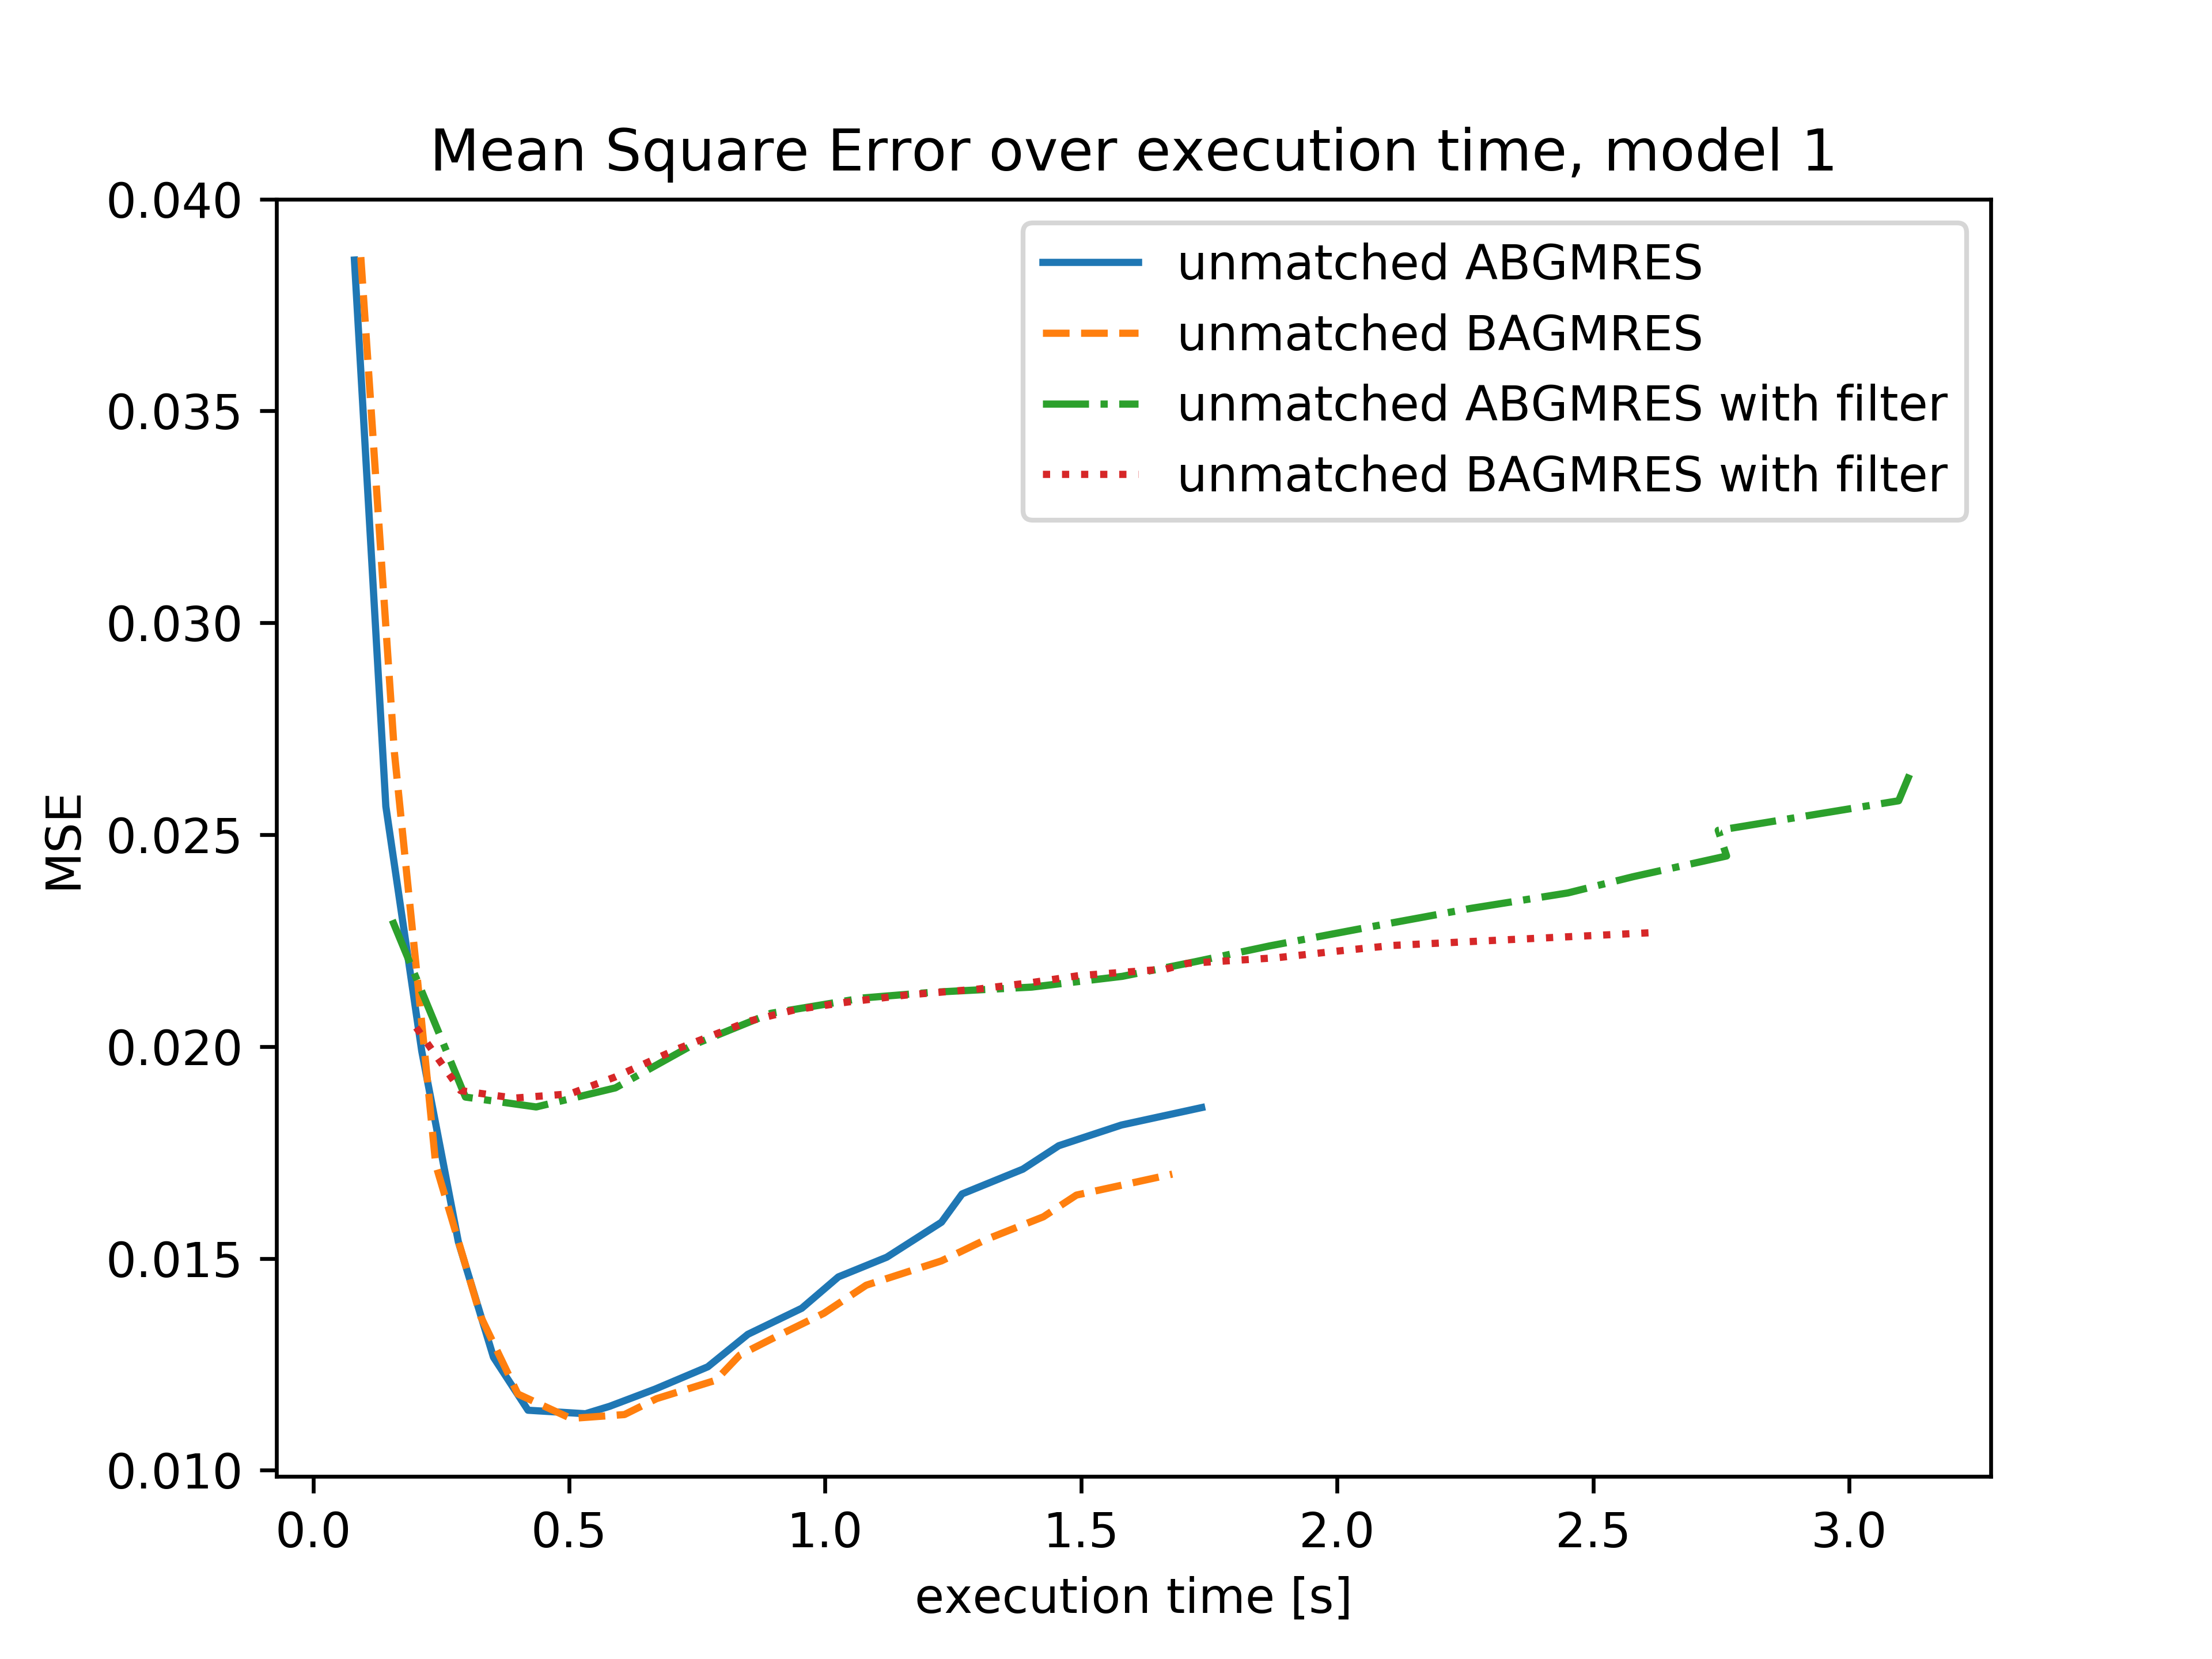 Mean Square Error over execution time, model 1
0.040
0.035
0.030
0.025
0.020
0.015
0.010
MSE
unmatched ABGMRES
unmatched BAGMRES
unmatched ABGMRES with filter
unmatched BAGMRES with filter
0.0 0.5 1.0 1.5 2.0 2.5 3.0
execution time [s]